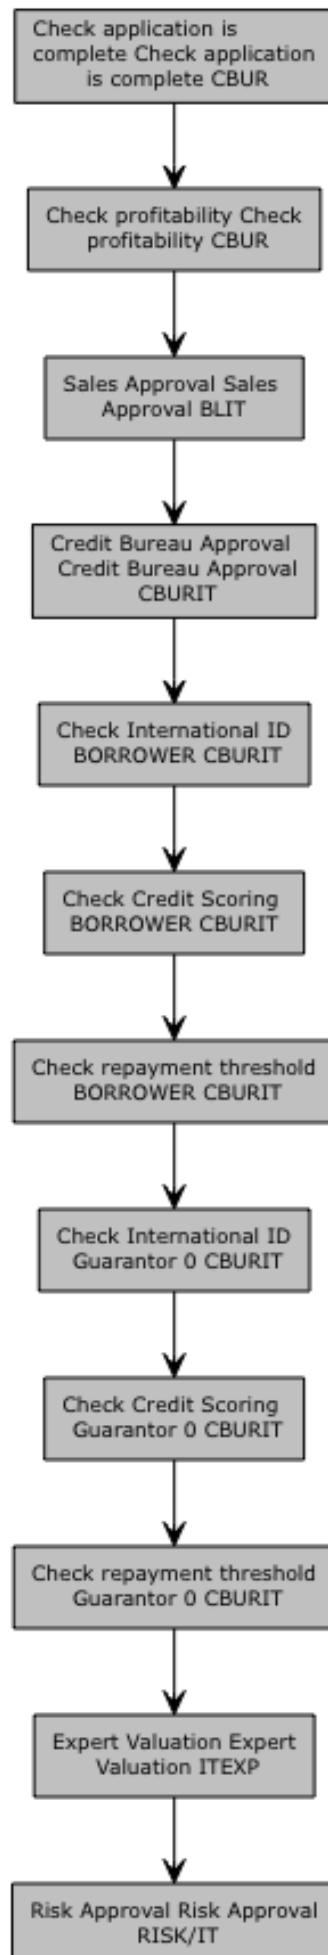 Check application is
complete Check application
is complete CBUR
Check profitability Check
profitability CBUR
Sales Approval Sales
Approval BLIT
Credit Bureau Approval
Credit Bureau Approval
CBURIT
Check International ID
BORROWER CBURIT
Check Credit Scoring
BORROWER CBURIT
Check repayment threshold
BORROWER CBURIT
Check International ID
Guarantor 0 CBURIT
Check Credit Scoring
Guarantor 0 CBURIT
Check repayment threshold
Guarantor 0 CBURIT
Expert Valuation Expert
Valuation ITEXP
Risk Approval Risk Approval
RISK/IT